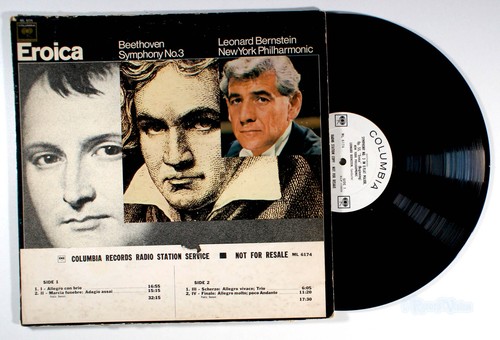 Eroica
Beethoven
Symphony No.3
Leonard Bernstein
New York Philharmonic
COLUMBIA RECORDS RADIO STATION SERVICE ■ NOT FOR RESALE ML 6174
SIDE 1
1. I - Allegro con brio 16:55
2. II - Marcia funebre: Adagio assai 15:15
32:15
SIDE 2
1. III - Scherzo: Allegro vivace; Trio 6:05
2. IV - Finale: Allegro molto; poco Andante 11:20
17:30
COLUMBIA